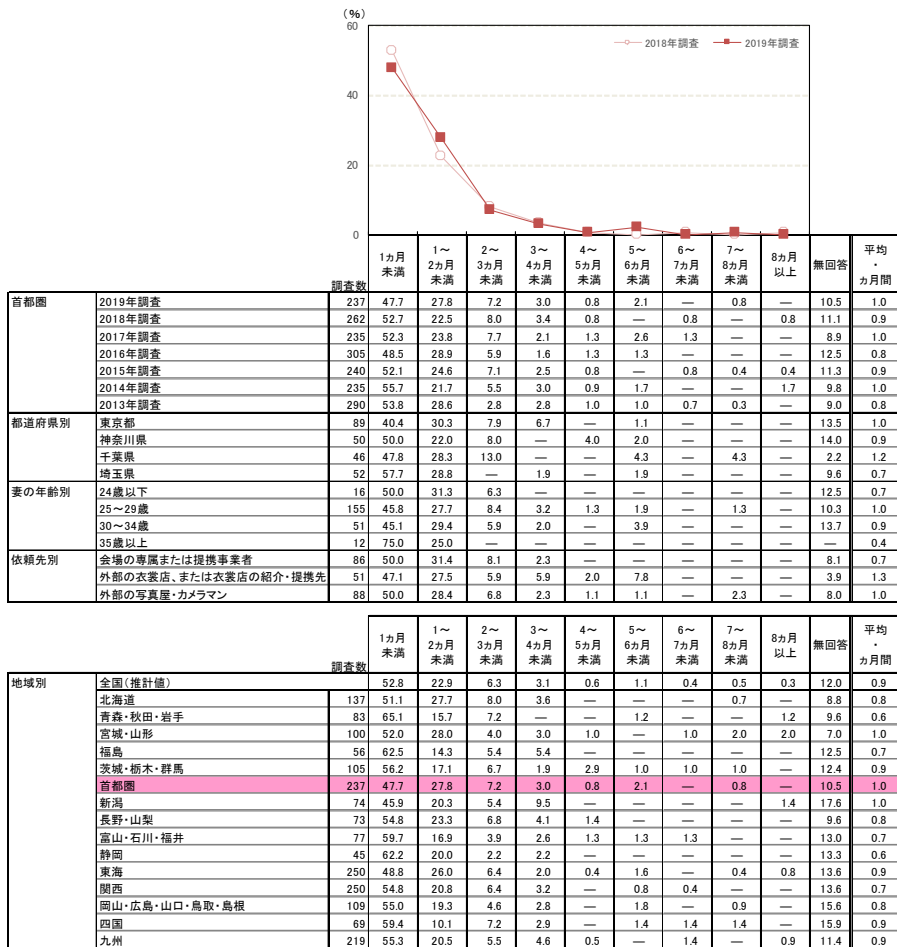 (%)
60
40
20
0
2018年調査 2019年調査
調査数 1ヵ月未満 1～2ヵ月未満 2～3ヵ月未満 3～4ヵ月未満 4～5ヵ月未満 5～6ヵ月未満 6～7ヵ月未満 7～8ヵ月未満 8ヵ月以上 無回答 平均・ヵ月間
首都圏 2019年調査 237 47.7 27.8 7.2 3.0 0.8 2.1 ― 0.8 ― 10.5 1.0
2018年調査 262 52.7 22.5 8.0 3.4 0.8 ― 0.8 ― 0.8 11.1 0.9
2017年調査 235 52.3 23.8 7.7 2.1 1.3 2.6 1.3 ― ― 8.9 1.0
2016年調査 305 48.5 28.9 5.9 1.6 1.3 1.3 ― ― ― 12.5 0.8
2015年調査 240 52.1 24.6 7.1 2.5 0.8 ― 0.8 0.4 0.4 11.3 0.9
2014年調査 235 55.7 21.7 5.5 3.0 0.9 1.7 ― ― 1.7 9.8 1.0
2013年調査 290 53.8 28.6 2.8 2.8 1.0 1.0 0.7 0.3 ― 9.0 0.8
都道府県別 東京都 89 40.4 30.3 7.9 6.7 ― 1.1 ― ― ― 13.5 1.0
神奈川県 50 50.0 22.0 8.0 ― 4.0 2.0 ― ― ― 14.0 0.9
千葉県 46 47.8 28.3 13.0 ― ― 4.3 ― 4.3 ― 2.2 1.2
埼玉県 52 57.7 28.8 ― 1.9 ― 1.9 ― ― ― 9.6 0.7
妻の年齢別 24歳以下 16 50.0 31.3 6.3 ― ― ― ― ― ― 12.5 0.7
25～29歳 155 45.8 27.7 8.4 3.2 1.3 1.9 ― 1.3 ― 10.3 1.0
30～34歳 51 45.1 29.4 5.9 2.0 ― 3.9 ― ― ― 13.7 0.9
35歳以上 12 75.0 25.0 ― ― ― ― ― ― ― ― 0.4
依頼先別 会場の専属または提携事業者 86 50.0 31.4 8.1 2.3 ― ― ― ― ― 8.1 0.7
外部の衣裳店、または衣裳店の紹介・提携先 51 47.1 27.5 5.9 5.9 2.0 7.8 ― ― ― 3.9 1.3
外部の写真屋・カメラマン 88 50.0 28.4 6.8 2.3 1.1 1.1 ― 2.3 ― 8.0 1.0
調査数 1ヵ月未満 1～2ヵ月未満 2～3ヵ月未満 3～4ヵ月未満 4～5ヵ月未満 5～6ヵ月未満 6～7ヵ月未満 7～8ヵ月未満 8ヵ月以上 無回答 平均・ヵ月間
地域別 全国(推計値) 52.8 22.9 6.3 3.1 0.6 1.1 0.4 0.5 0.3 12.0 0.9
北海道 137 51.1 27.7 8.0 3.6 ― ― ― 0.7 ― 8.8 0.8
青森・秋田・岩手 83 65.1 15.7 7.2 ― ― 1.2 ― ― 1.2 9.6 0.6
宮城・山形 100 52.0 28.0 4.0 3.0 1.0 ― 1.0 2.0 2.0 7.0 1.0
福島 56 62.5 14.3 5.4 5.4 ― ― ― ― ― 12.5 0.7
茨城・栃木・群馬 105 56.2 17.1 6.7 1.9 2.9 1.0 1.0 1.0 ― 12.4 0.9
首都圏 237 47.7 27.8 7.2 3.0 0.8 2.1 ― 0.8 ― 10.5 1.0
新潟 74 45.9 20.3 5.4 9.5 ― ― ― ― 1.4 17.6 1.0
長野・山梨 73 54.8 23.3 6.8 4.1 1.4 ― ― ― ― 9.6 0.8
富山・石川・福井 77 59.7 16.9 3.9 2.6 1.3 1.3 1.3 ― ― 13.0 0.7
静岡 45 62.2 20.0 2.2 2.2 ― ― ― ― ― 13.3 0.6
東海 250 48.8 26.0 6.4 2.0 0.4 1.6 ― 0.4 0.8 13.6 0.9
関西 250 54.8 20.8 6.4 3.2 ― 0.8 0.4 ― ― 13.6 0.7
岡山・広島・山口・鳥取・島根 109 55.0 19.3 4.6 2.8 ― 1.8 ― 0.9 ― 15.6 0.8
四国 69 59.4 10.1 7.2 2.9 ― 1.4 1.4 1.4 ― 15.9 0.9
九州 219 55.3 20.5 5.5 4.6 0.5 ― 1.4 ― 0.9 11.4 0.9